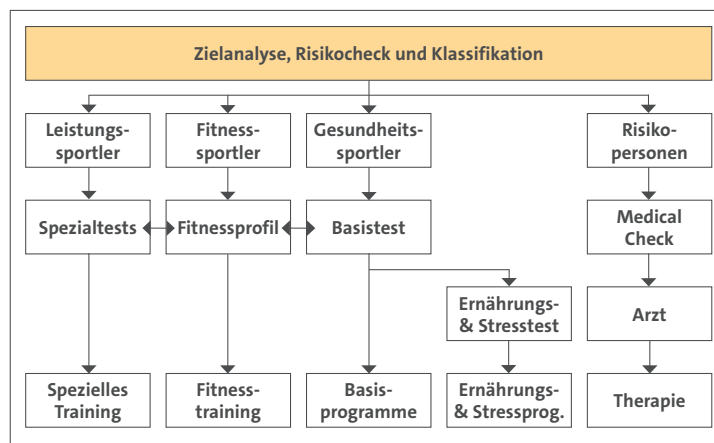 Zielanalyse, Risikocheck und Klassifikation
Leistungs-
sportler
Fitness-
sportler
Gesundheits-
sportler
Risiko-
personen
Spezialtests
Fitnessprofil
Basistest
Medical
Check
Ernährungs-
& Stresstest
Arzt
Spezielles
Training
Fitness-
training
Basis-
programme
Ernährungs-
& Stressprog.
Therapie